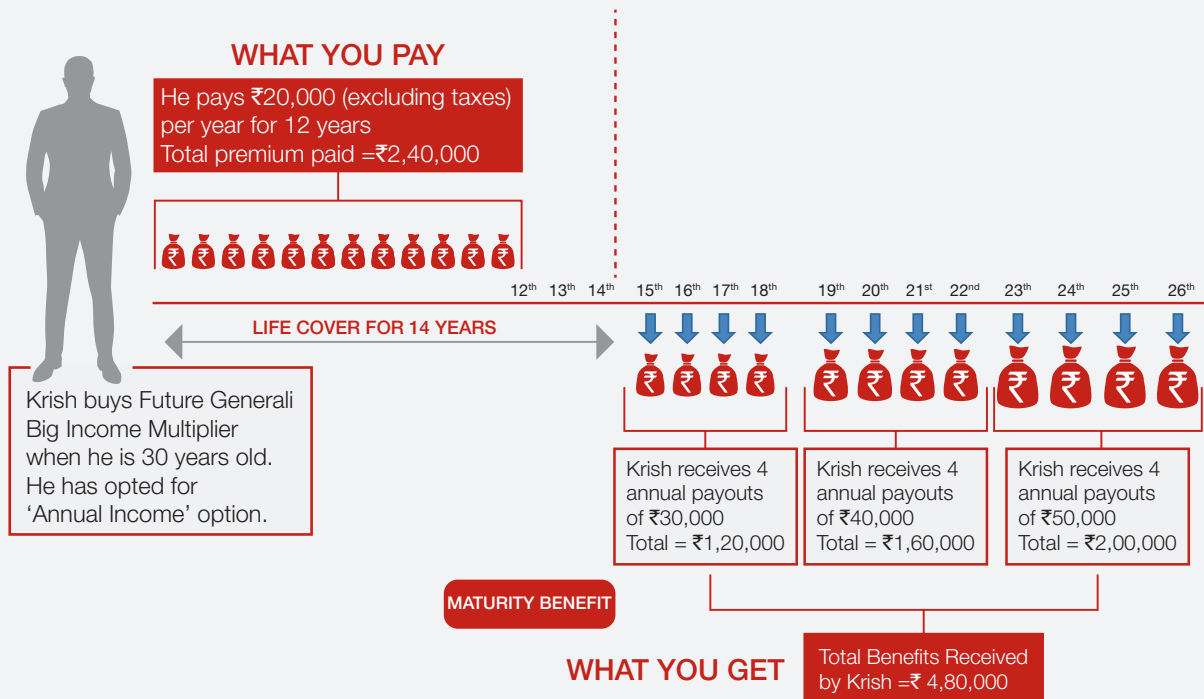 WHAT YOU PAY
He pays ₹20,000 (excluding taxes)
per year for 12 years
Total premium paid =₹2,40,000
₹ ₹ ₹ ₹ ₹ ₹ ₹ ₹ ₹ ₹ ₹ ₹
12th 13th 14th 15th 16th 17th 18th 19th 20th 21st 22nd 23rd 24th 25th 26th
LIFE COVER FOR 14 YEARS
₹ ₹ ₹ ₹ ₹ ₹ ₹ ₹ ₹ ₹ ₹ ₹
Krish buys Future Generali
Big Income Multiplier
when he is 30 years old.
He has opted for
‘Annual Income’ option.
Krish receives 4
annual payouts
of ₹30,000
Total = ₹1,20,000
Krish receives 4
annual payouts
of ₹40,000
Total = ₹1,60,000
Krish receives 4
annual payouts
of ₹50,000
Total = ₹2,00,000
MATURITY BENEFIT
WHAT YOU GET
Total Benefits Received
by Krish =₹ 4,80,000